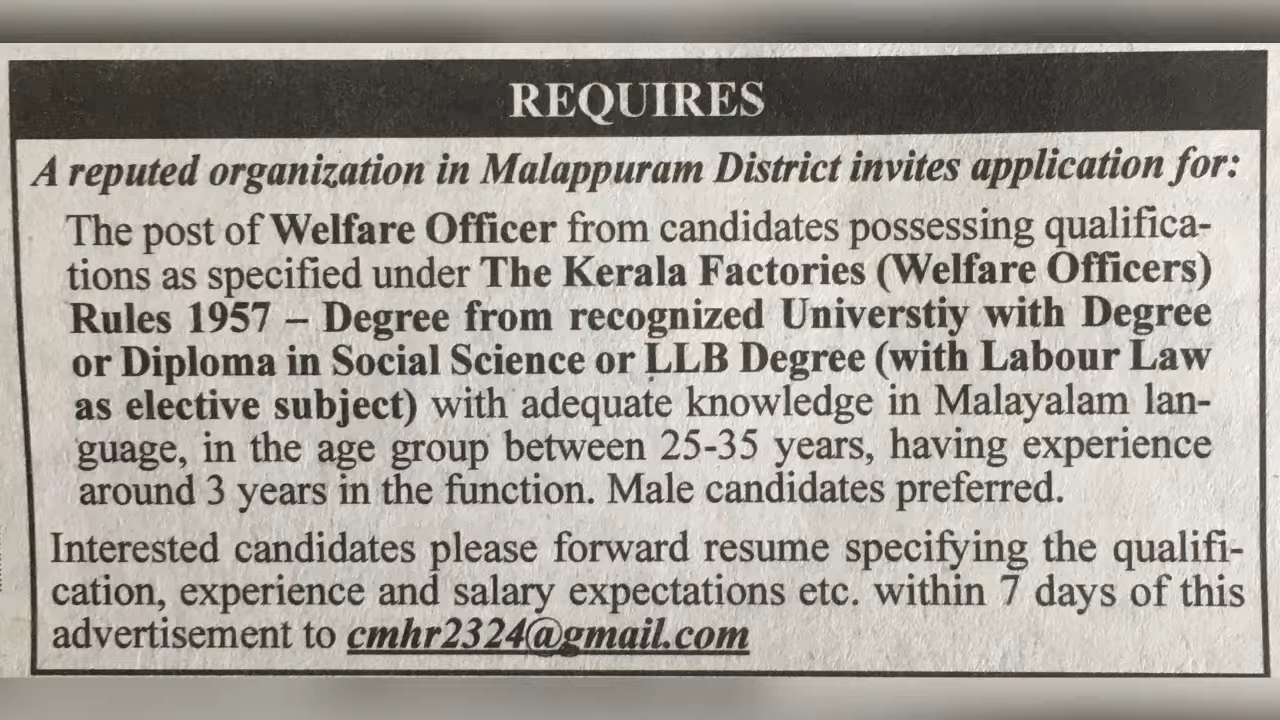 REQUIRES
A reputed organization in Malappuram District invites application for:
The post of Welfare Officer from candidates possessing qualifica-
tions as specified under The Kerala Factories (Welfare Officers)
Rules 1957 – Degree from recognized Universtiy with Degree
or Diploma in Social Science or LLB Degree (with Labour Law
as elective subject) with adequate knowledge in Malayalam lan-
guage, in the age group between 25-35 years, having experience
around 3 years in the function. Male candidates preferred.
Interested candidates please forward resume specifying the qualifi-
cation, experience and salary expectations etc. within 7 days of this
advertisement to cmhr2324@gmail.com